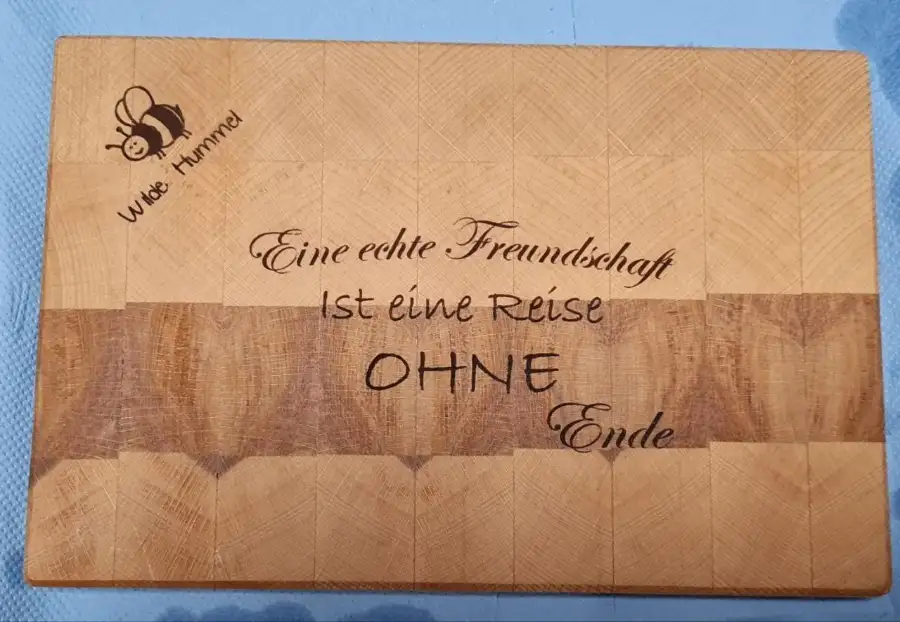 Wilde Hummel
Eine echte Freundschaft
Ist eine Reise
OHNE
Ende